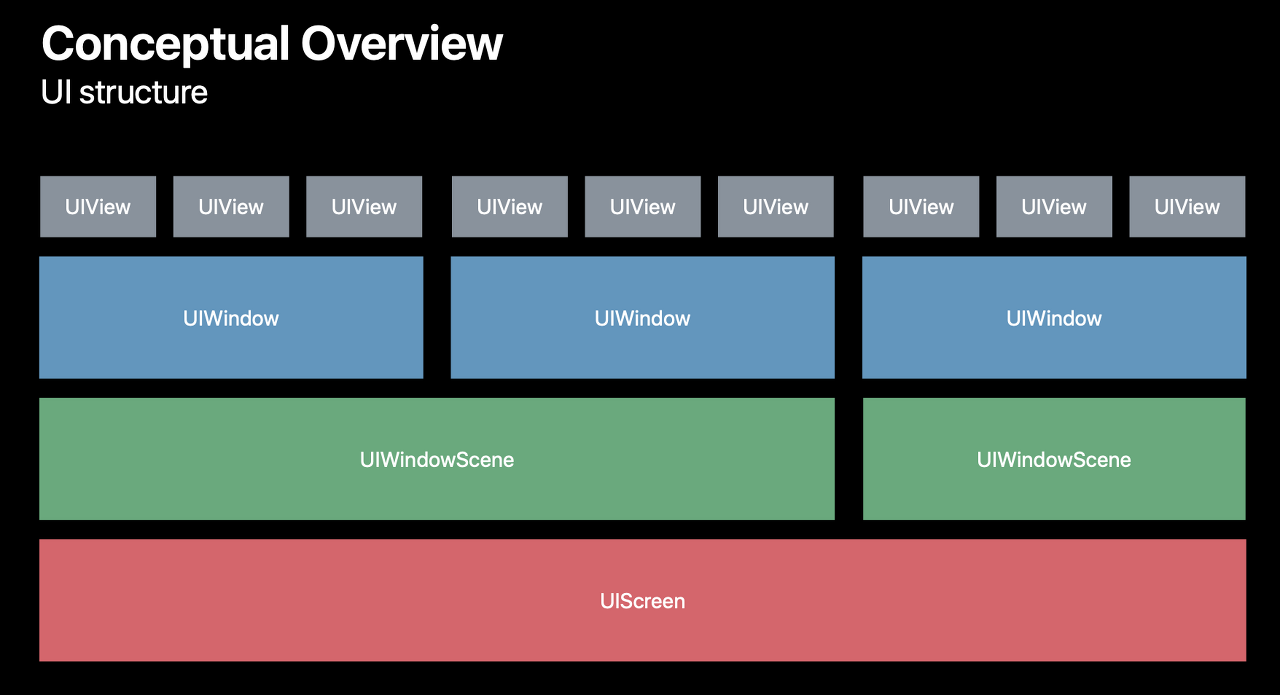 Conceptual Overview
UI structure
UIView UIView UIView UIView UIView UIView UIView UIView UIView
UIWindow UIWindow UIWindow
UIWindowScene UIWindowScene
UIScreen